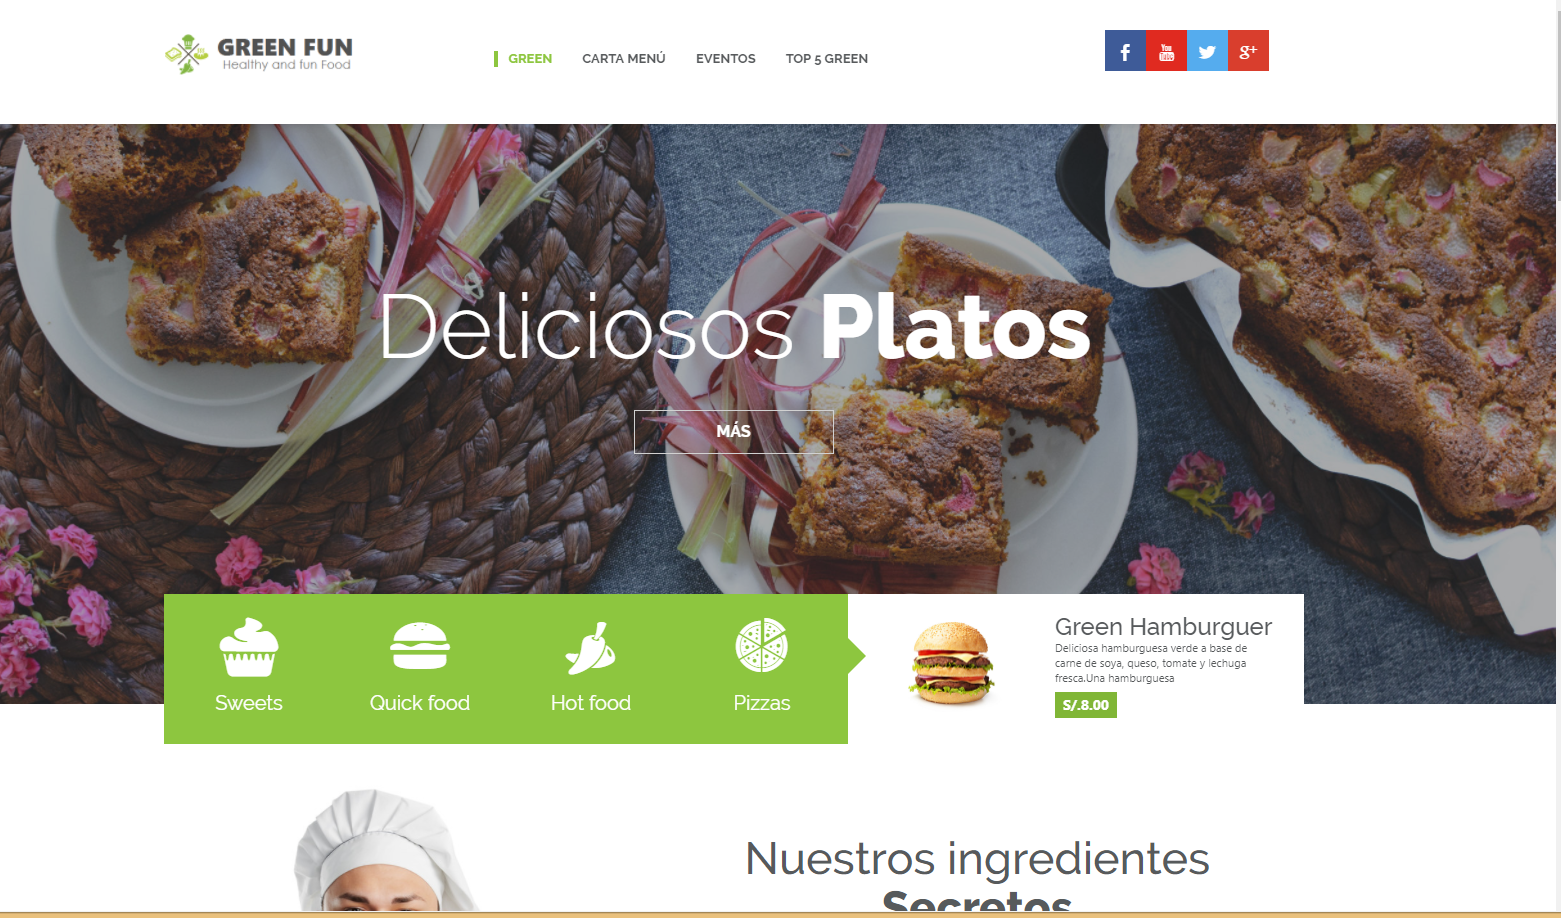 GREEN FUN
Healthy and fun Food
GREEN
CARTA MENÚ
EVENTOS
TOP 5 GREEN
f
You Tube
g+
Deliciosos Platos
MÁS
Sweets
Quick food
Hot food
Pizzas
Green Hamburguer
Deliciosa hamburguesa verde a base de
carne de soya, queso, tomate y lechuga
fresca.Una hamburguesa
S/.8.00
Nuestros ingredientes
Secretos